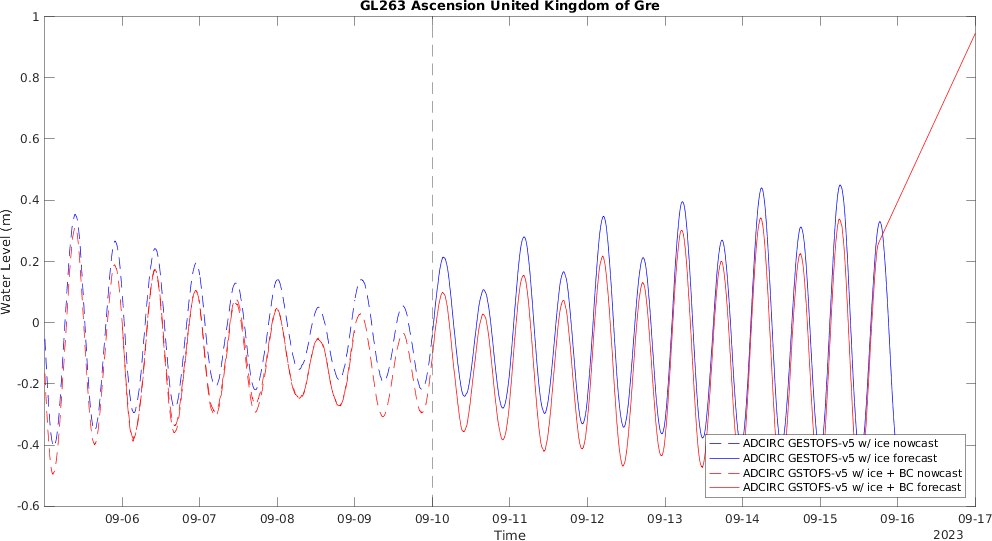 GL263 Ascension United Kingdom of Gre
Water Level (m)
1
0.8
0.6
0.4
0.2
0
-0.2
-0.4
-0.6
ADCIRC GESTOFS-v5 w/ ice nowcast
ADCIRC GESTOFS-v5 w/ ice forecast
ADCIRC GSTOFS-v5 w/ ice + BC nowcast
ADCIRC GSTOFS-v5 w/ ice + BC forecast
09-06 09-07 09-08 09-09 09-10 09-11 09-12 09-13 09-14 09-15 09-16 09-17
Time
2023